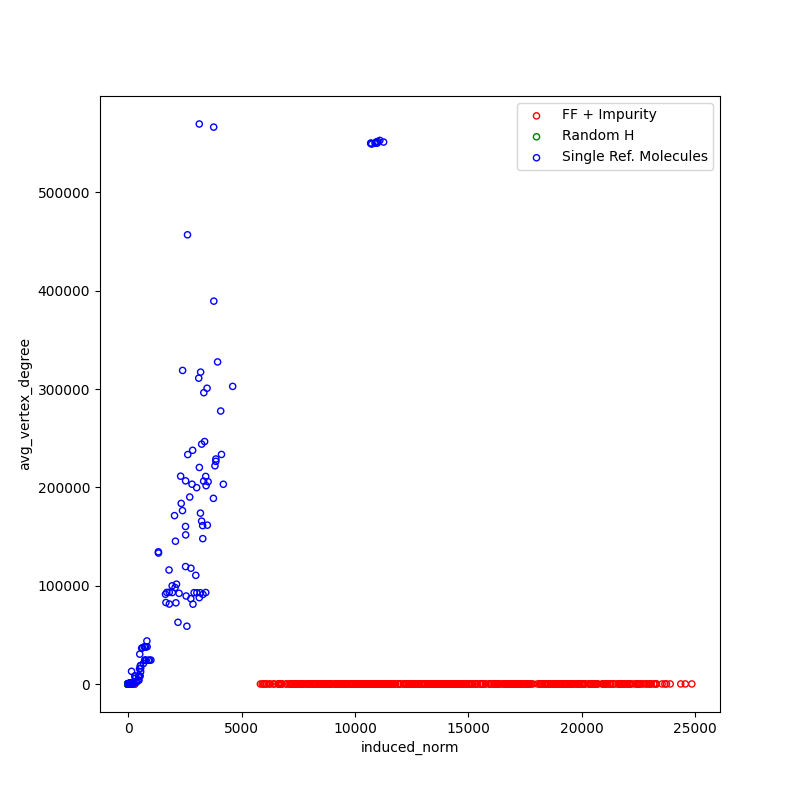 FF + Impurity
Random H
Single Ref. Molecules
500000
400000
300000
200000
100000
0
avg_vertex_degree
0 5000 10000 15000 20000 25000
induced_norm